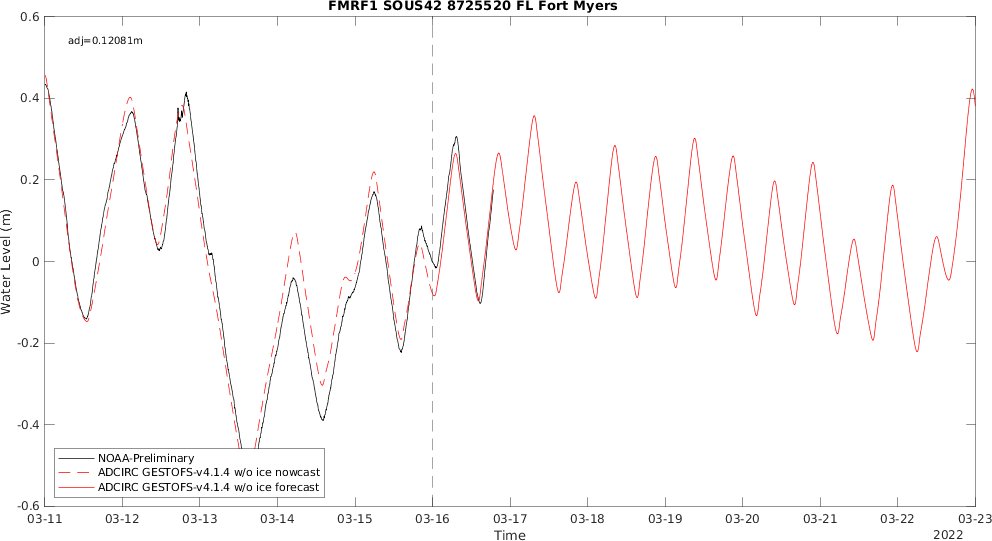 FMRF1 SOUS42 8725520 FL Fort Myers
adj=0.12081m
0.6
0.4
0.2
0
-0.2
-0.4
-0.6
Water Level (m)
NOAA-Preliminary
ADCIRC GESTOFS-v4.1.4 w/o ice nowcast
ADCIRC GESTOFS-v4.1.4 w/o ice forecast
03-11 03-12 03-13 03-14 03-15 03-16 03-17 03-18 03-19 03-20 03-21 03-22 03-23
Time
2022